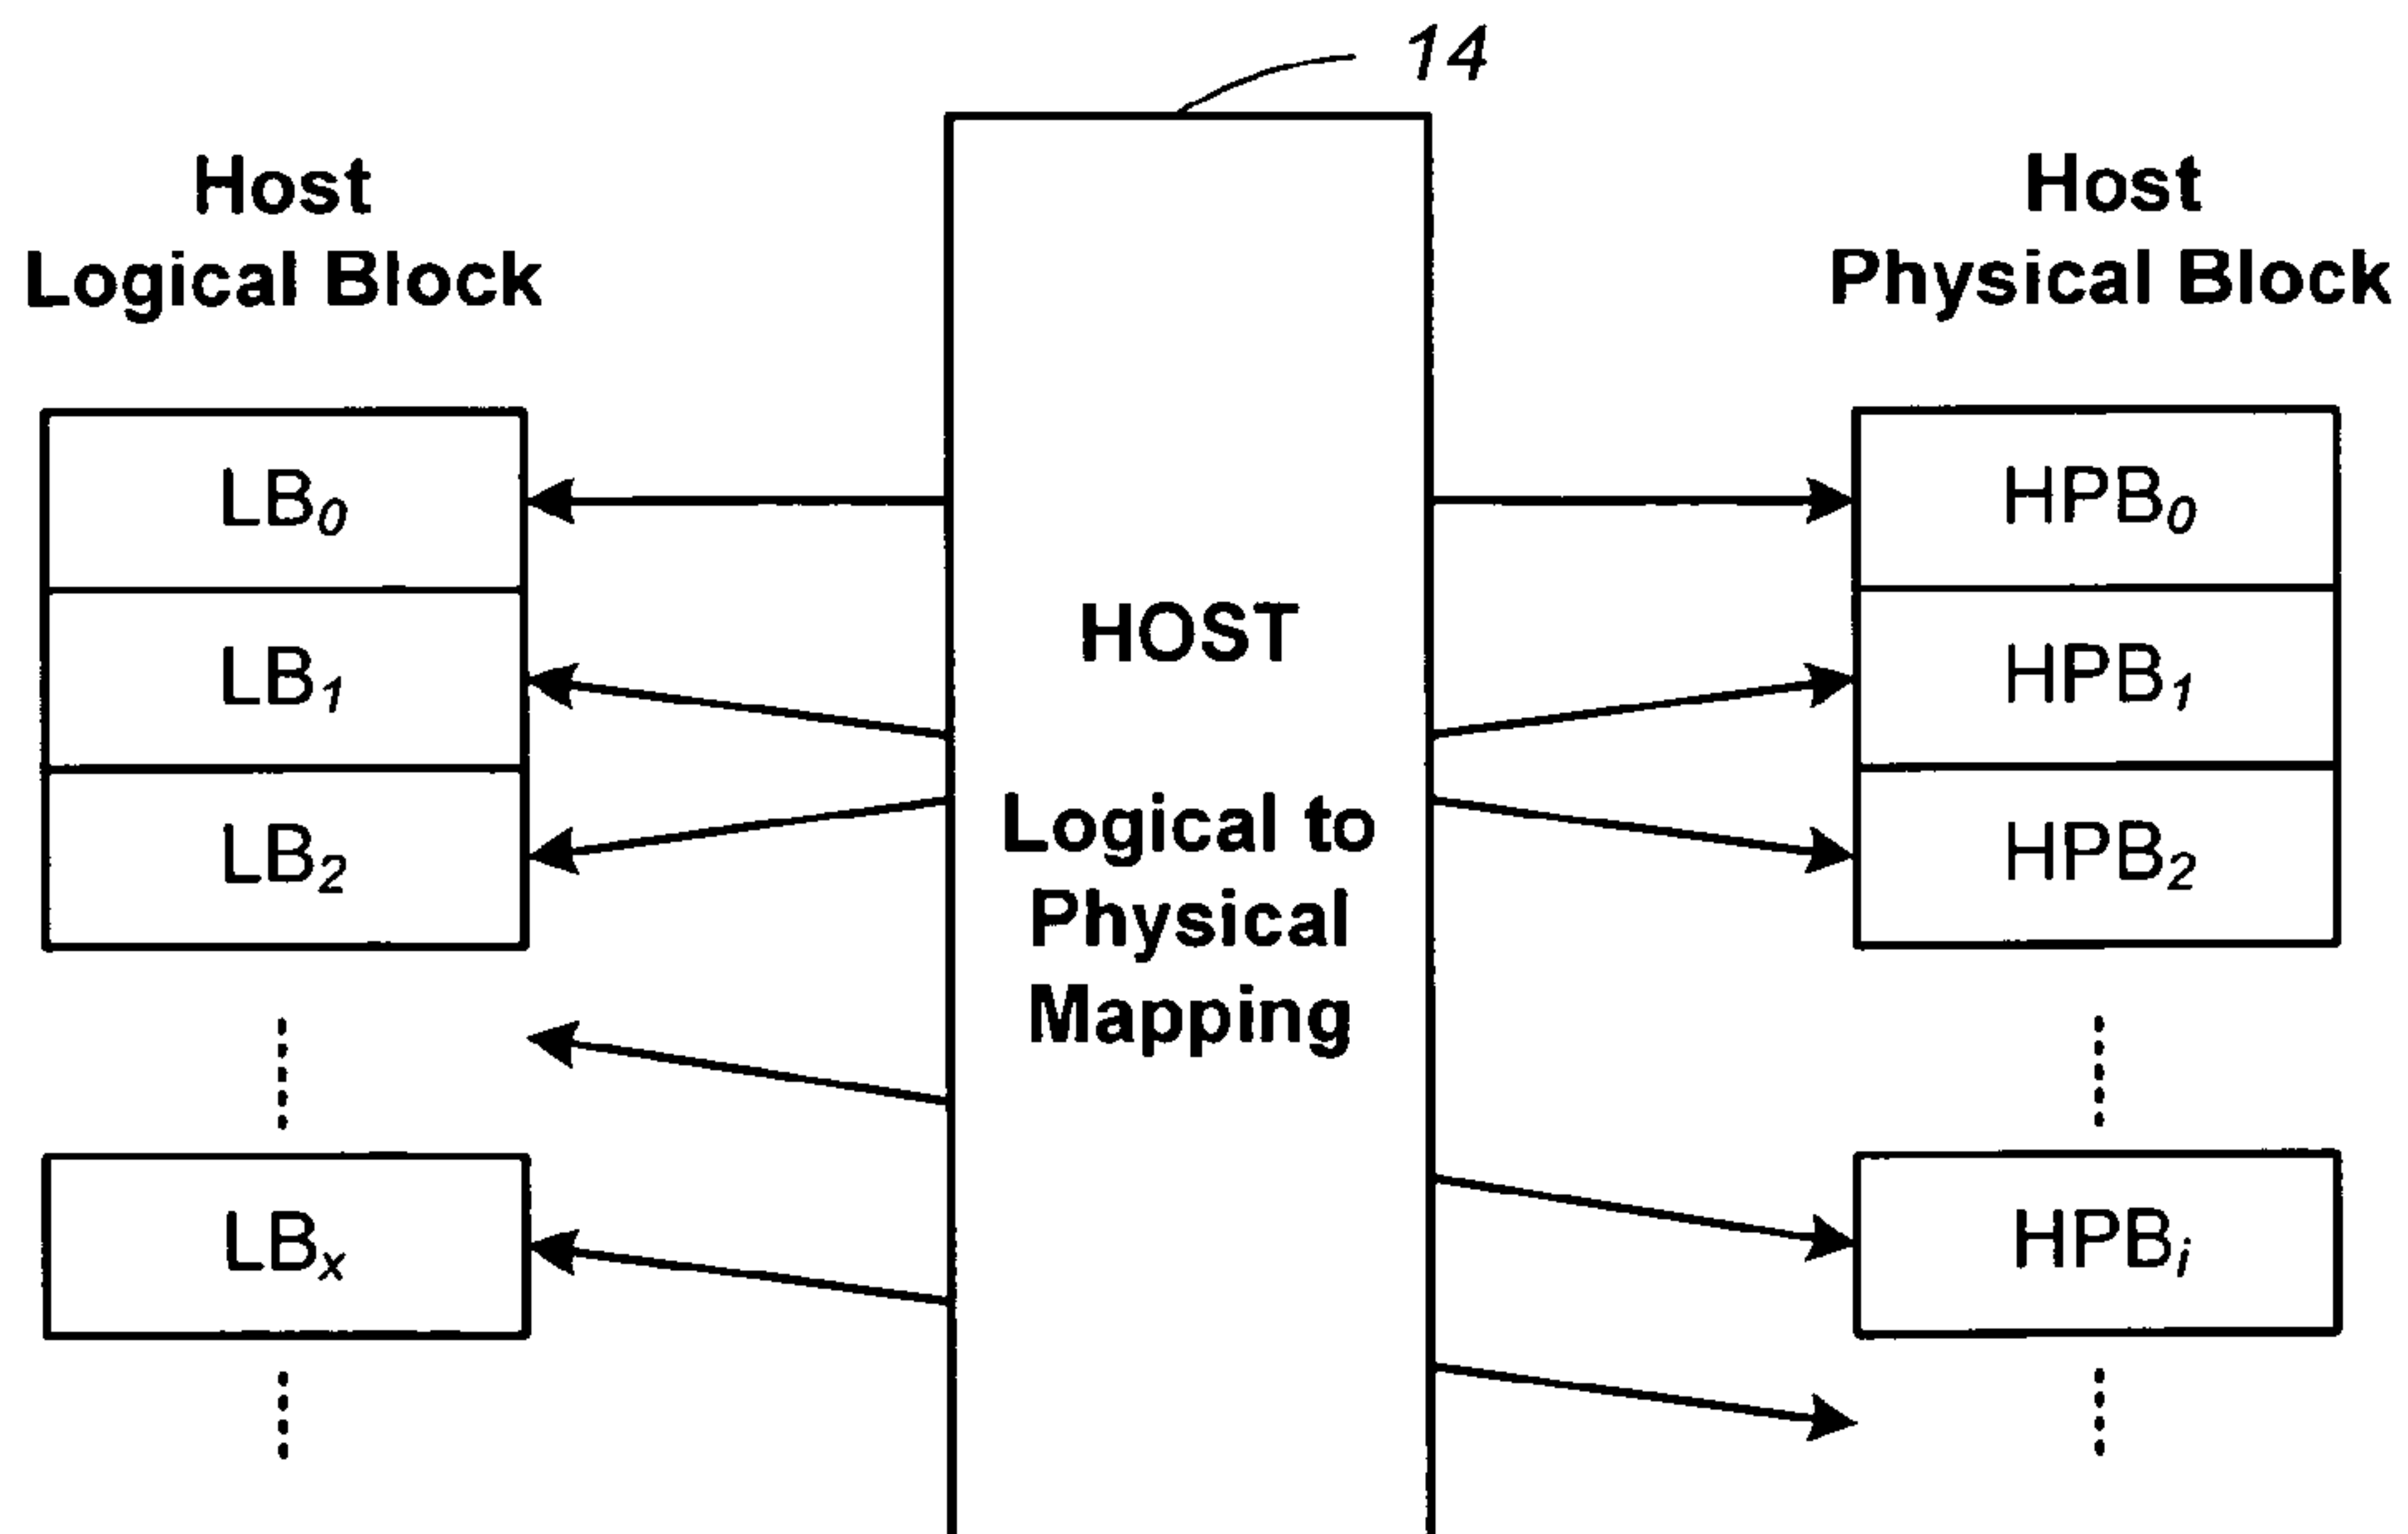 14
Host
Logical Block
Host
Physical Block
LB0
HPB0
HOST
LB1
HPB1
Logical to
LB2
HPB2
Physical
Mapping
LBx
HPBi